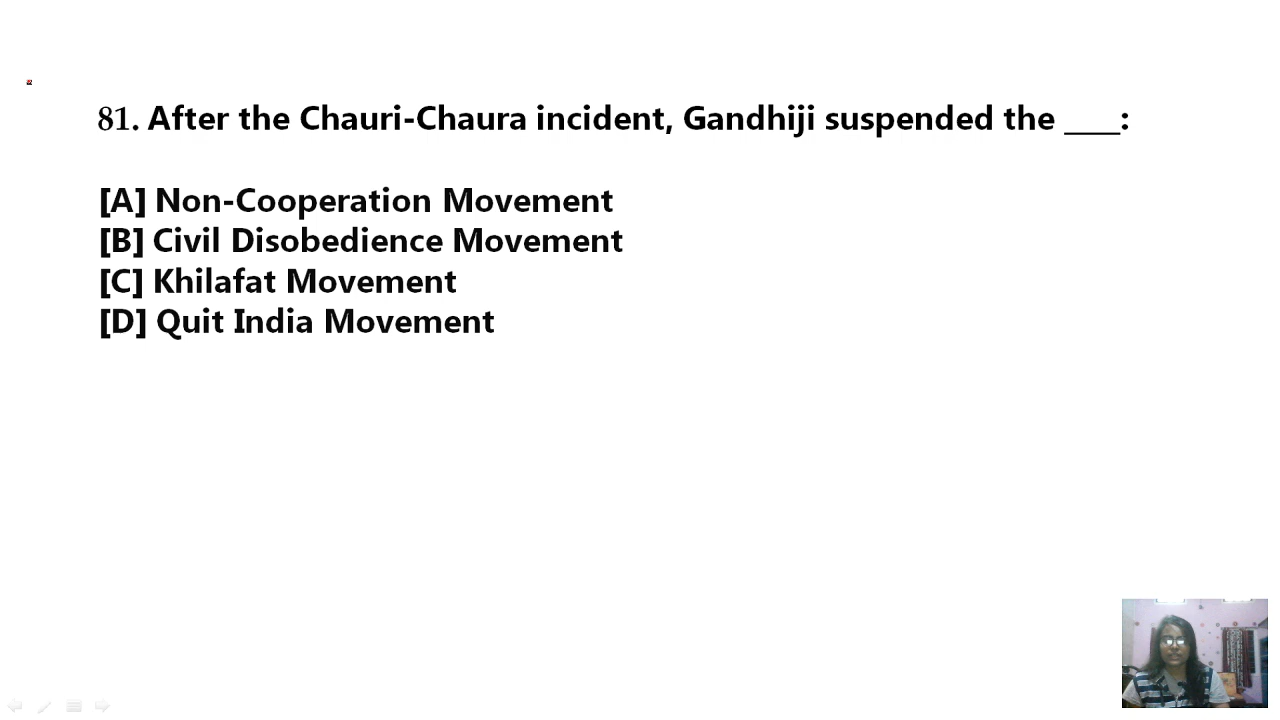 81. After the Chauri-Chaura incident, Gandhiji suspended the ____:
[A] Non-Cooperation Movement
[B] Civil Disobedience Movement
[C] Khilafat Movement
[D] Quit India Movement